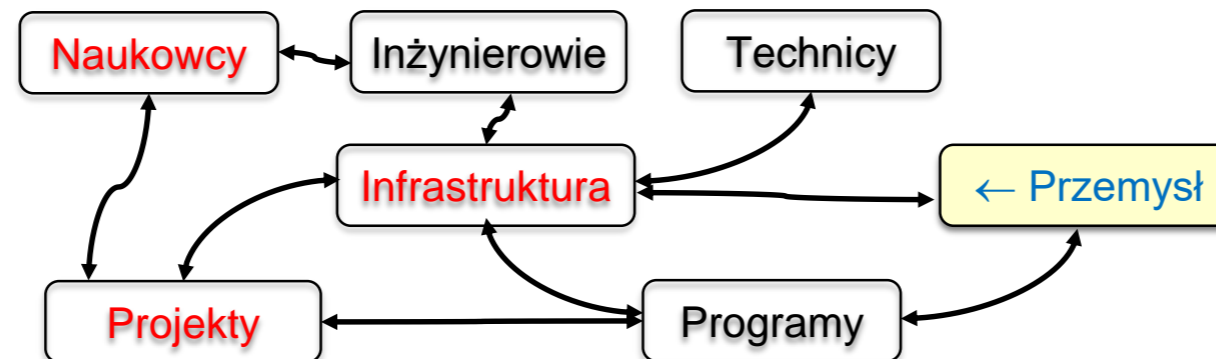 Naukowcy
Inżynierowie
Technicy
Infrastruktura
← Przemysł
Projekty
Programy